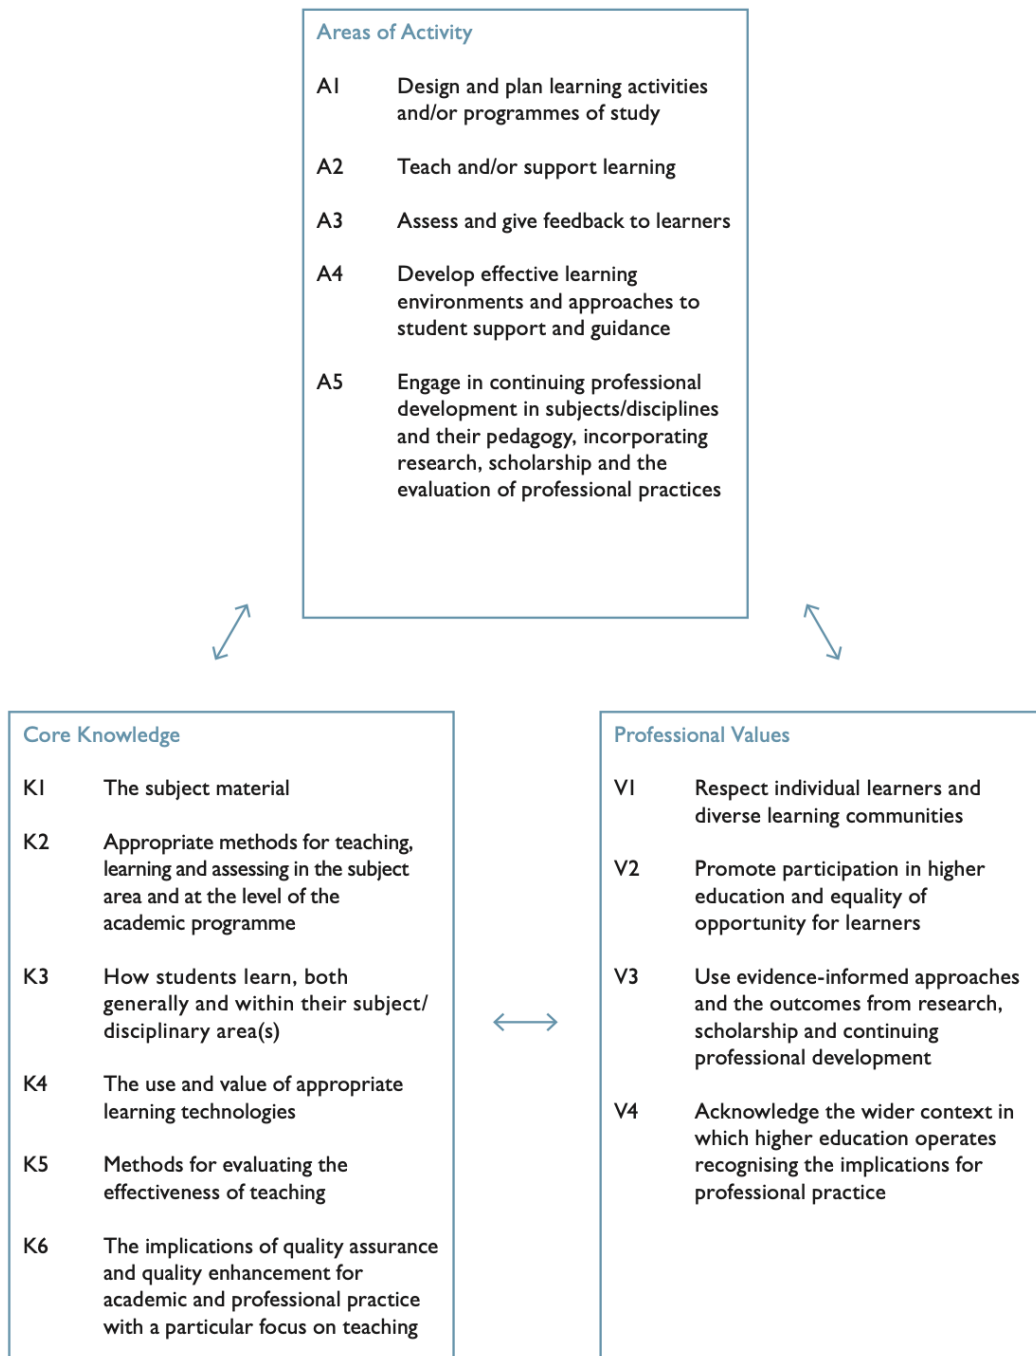 Areas of Activity
A1 Design and plan learning activities
and/or programmes of study
A2 Teach and/or support learning
A3 Assess and give feedback to learners
A4 Develop effective learning
environments and approaches to
student support and guidance
A5 Engage in continuing professional
development in subjects/disciplines
and their pedagogy, incorporating
research, scholarship and the
evaluation of professional practices
Core Knowledge
K1 The subject material
K2 Appropriate methods for teaching,
learning and assessing in the subject
area and at the level of the
academic programme
K3 How students learn, both
generally and within their subject/
disciplinary area(s)
K4 The use and value of appropriate
learning technologies
K5 Methods for evaluating the
effectiveness of teaching
K6 The implications of quality assurance
and quality enhancement for
academic and professional practice
with a particular focus on teaching
Professional Values
V1 Respect individual learners and
diverse learning communities
V2 Promote participation in higher
education and equality of
opportunity for learners
V3 Use evidence-informed approaches
and the outcomes from research,
scholarship and continuing
professional development
V4 Acknowledge the wider context in
which higher education operates
recognising the implications for
professional practice